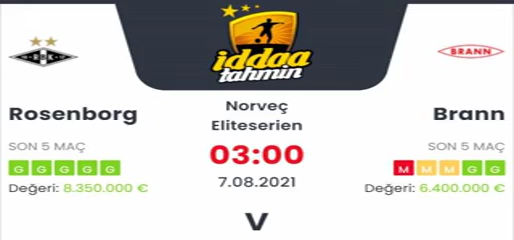 iddaa
tahmin
RBK
BRANN
Rosenborg
Norveç
Eliteserien
Brann
SON 5 MAÇ
03:00
SON 5 MAÇ
G G G G G
7.08.2021
M M M G G
Değeri: 8.350.000 €
Değeri: 6.400.000 €
V